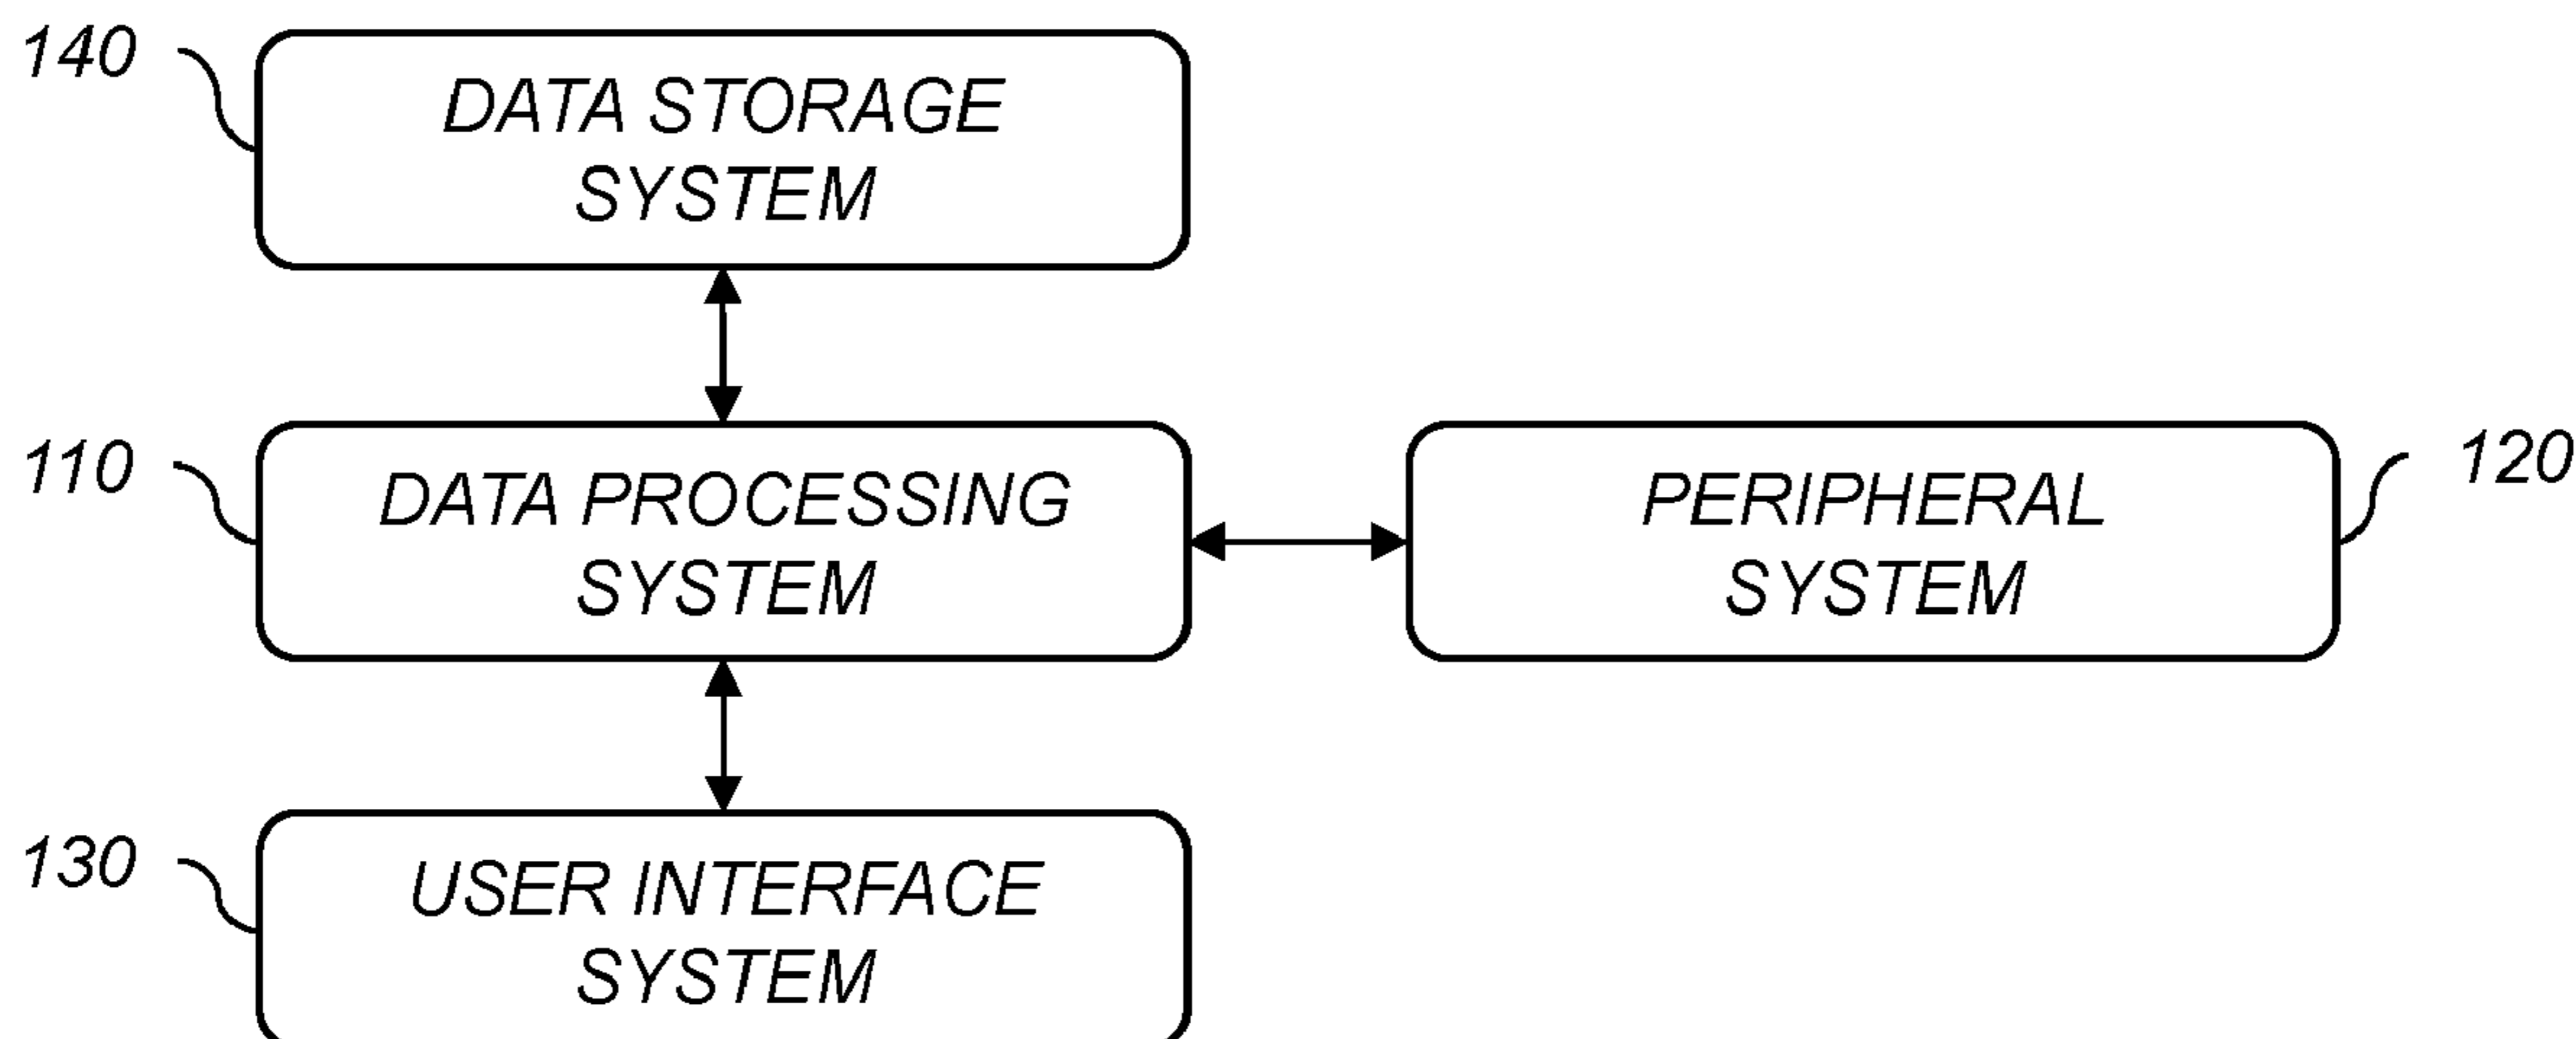 140
DATA STORAGE
SYSTEM
110
DATA PROCESSING
SYSTEM
PERIPHERAL
SYSTEM
120
130
USER INTERFACE
SYSTEM